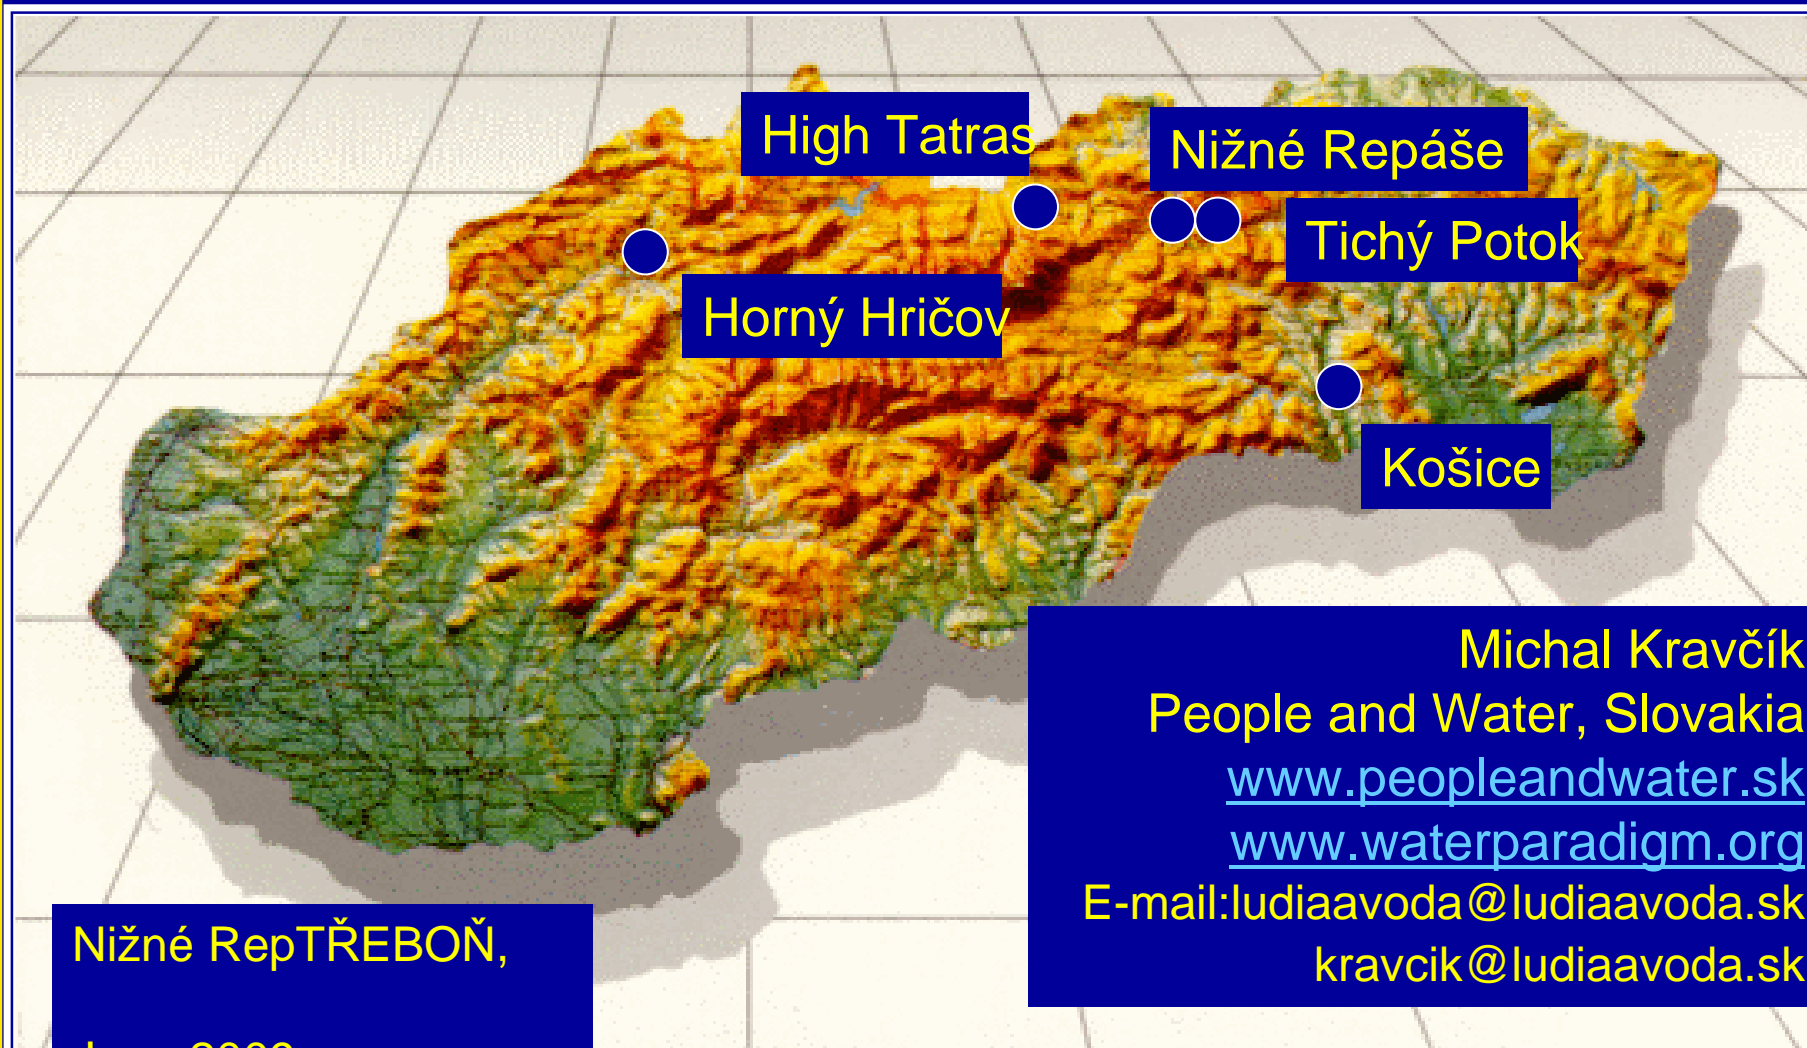 High Tatras
Nižné Repáše
Tichý Potok
Horný Hričov
Košice
Michal Kravčík
People and Water, Slovakia
www.peopleandwater.sk
www.waterparadigm.org
E-mail:ludiaavoda@ludiaavoda.sk
kravcik@ludiaavoda.sk
Nižné RepTŘEBOŇ,